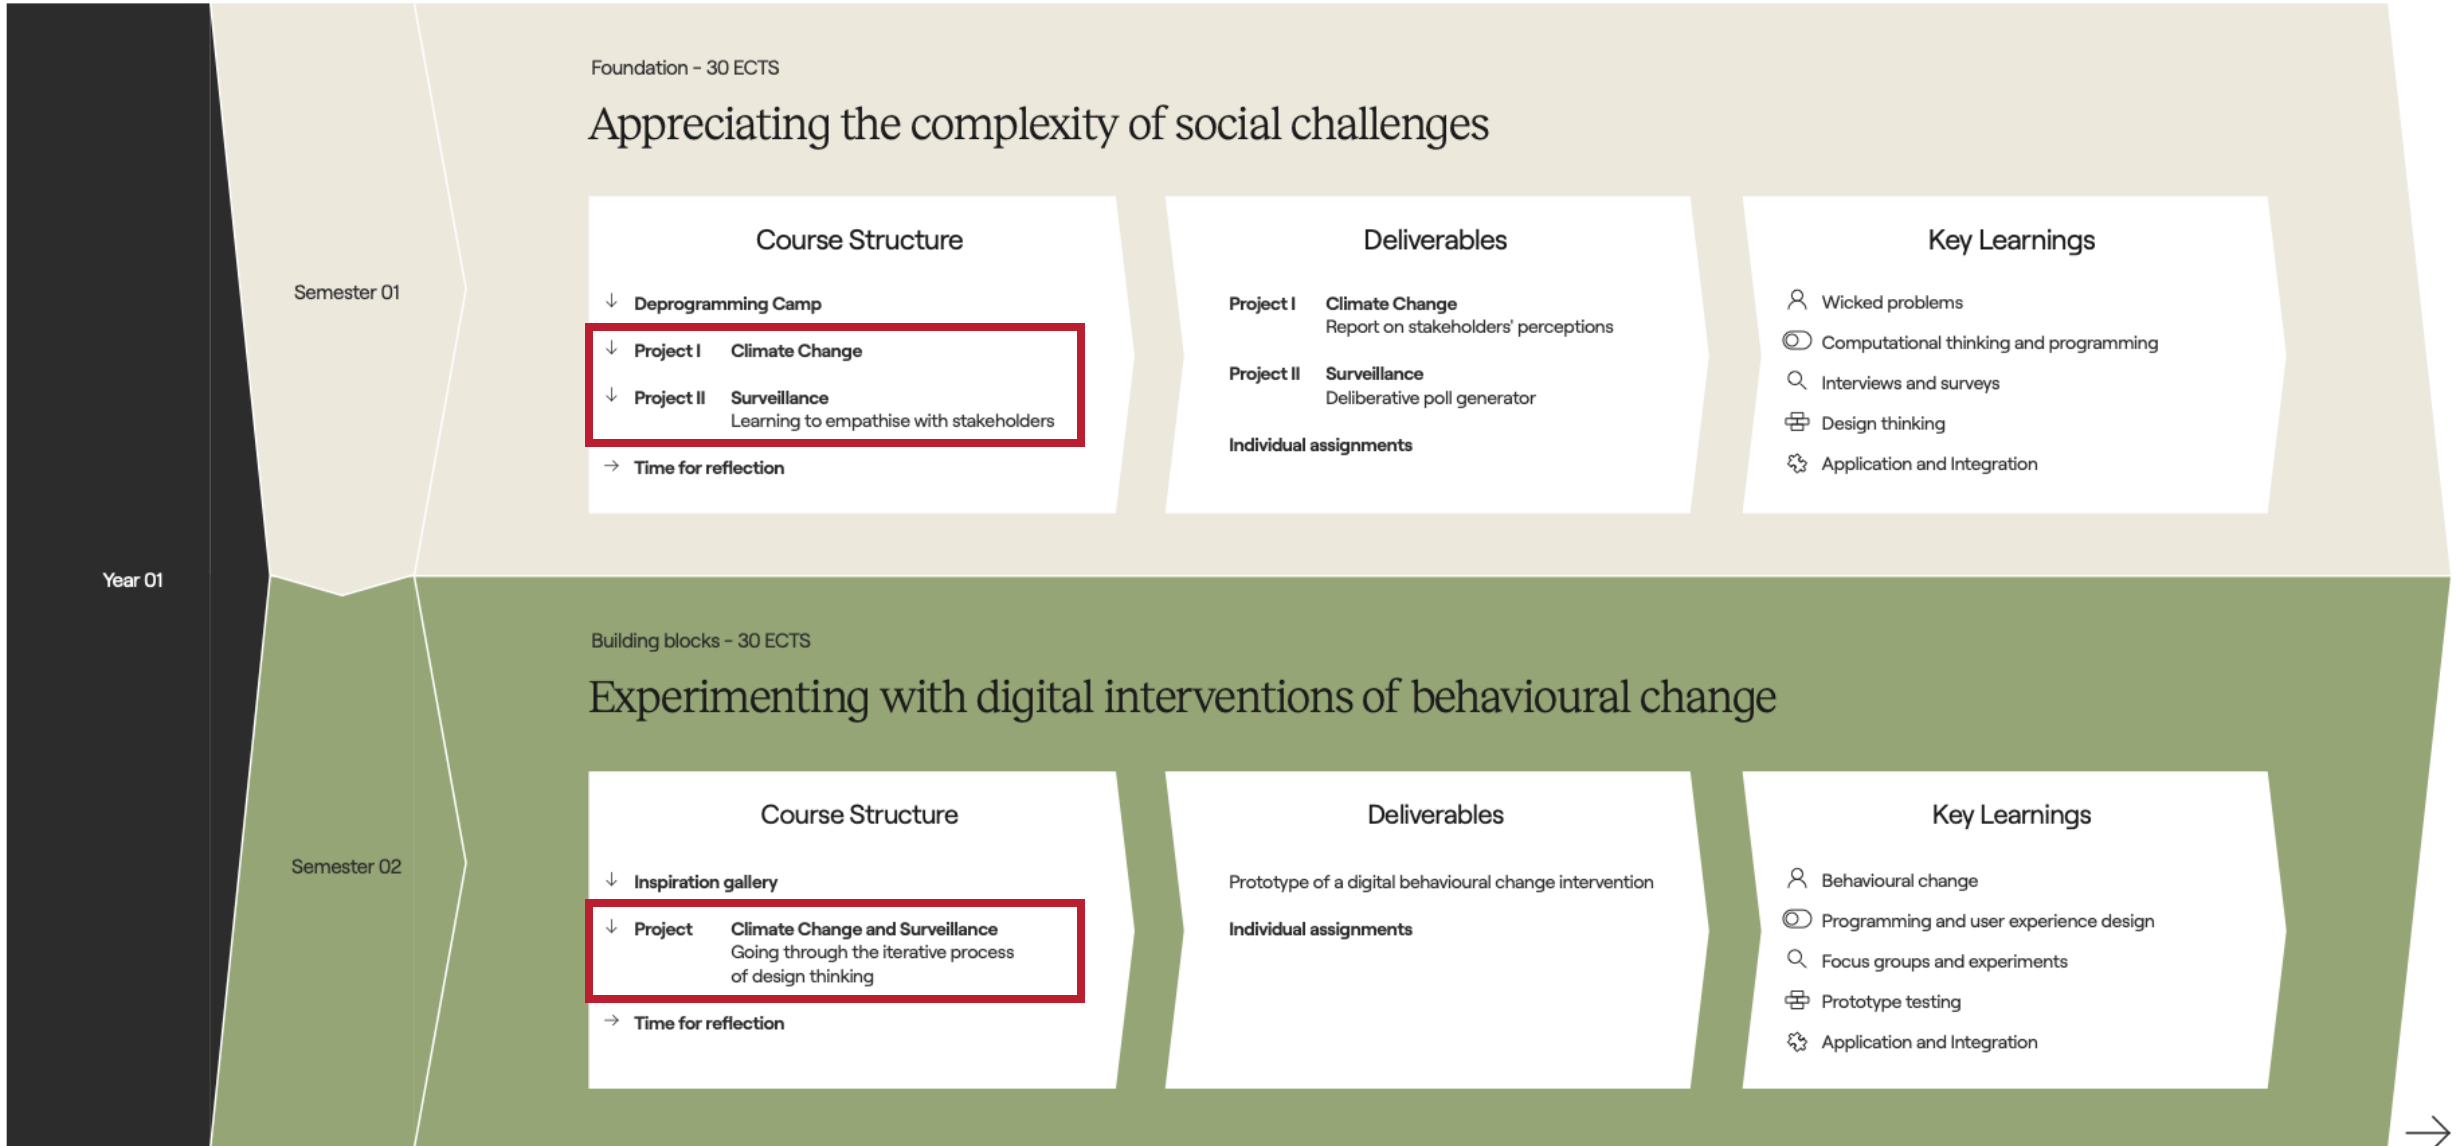 Year 01
Semester 01
Foundation - 30 ECTS
Appreciating the complexity of social challenges
Course Structure
↓ Deprogramming Camp
↓ Project I Climate Change
↓ Project II Surveillance
Learning to empathise with stakeholders
→ Time for reflection
Deliverables
Project I Climate Change
Report on stakeholders' perceptions
Project II Surveillance
Deliberative poll generator
Individual assignments
Key Learnings
Wicked problems
Computational thinking and programming
Interviews and surveys
Design thinking
Application and Integration
Semester 02
Building blocks - 30 ECTS
Experimenting with digital interventions of behavioural change
Course Structure
↓ Inspiration gallery
↓ Project Climate Change and Surveillance
Going through the iterative process
of design thinking
→ Time for reflection
Deliverables
Prototype of a digital behavioural change intervention
Individual assignments
Key Learnings
Behavioural change
Programming and user experience design
Focus groups and experiments
Prototype testing
Application and Integration